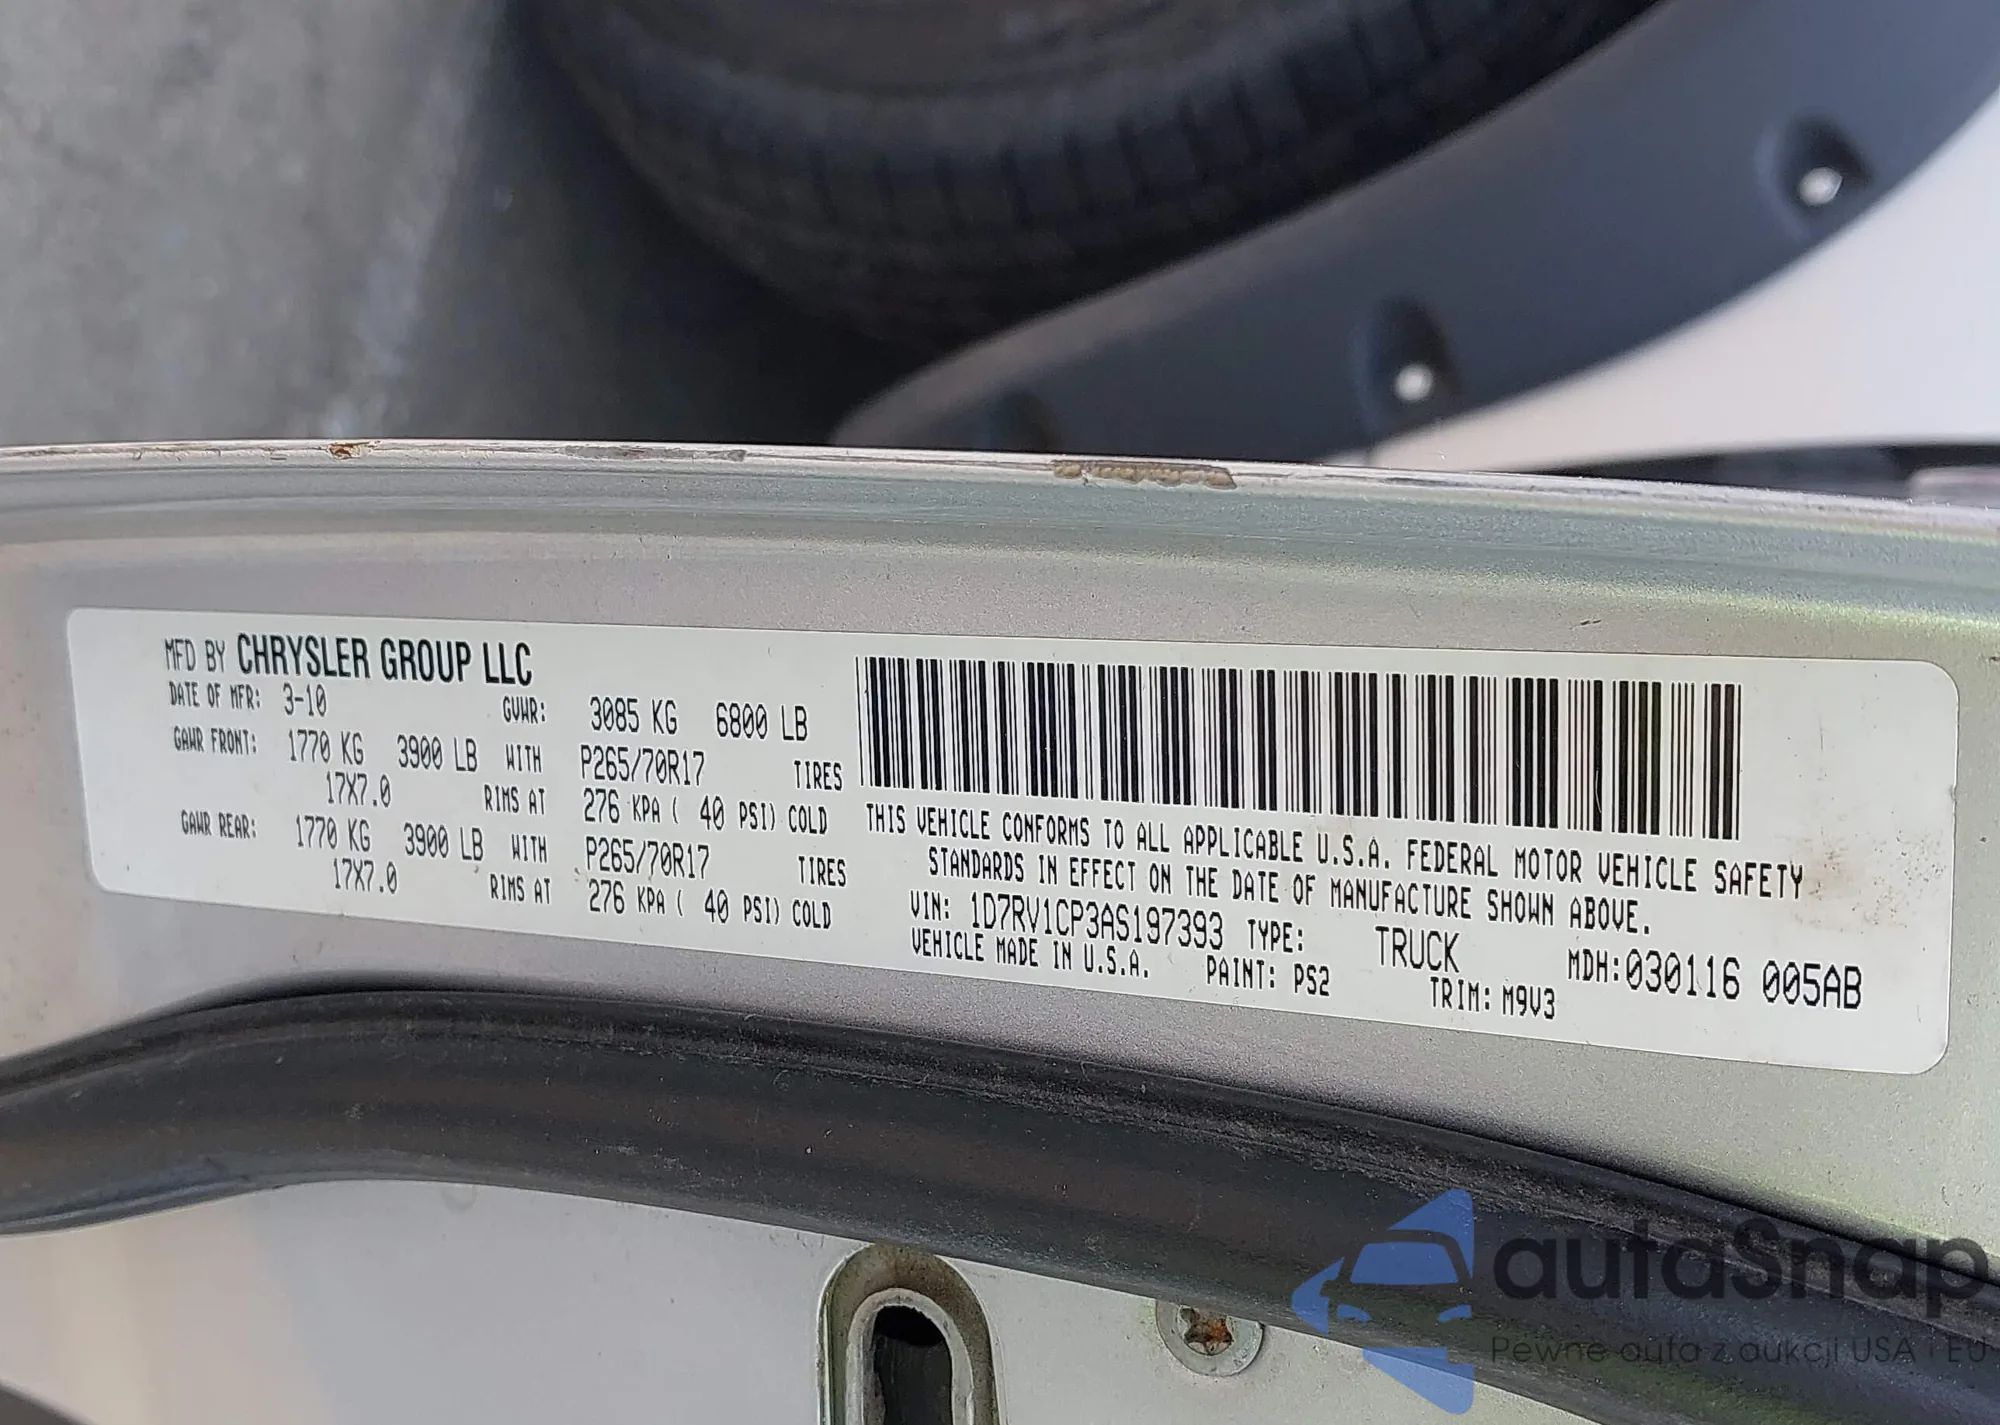 MFD BY CHRYSLER GROUP LLC
DATE OF MFR: 3-10 GVWR: 3085 KG 6800 LB
GAWR FRONT: 1770 KG 3900 LB WITH P265/70R17 TIRES
17X7.0 RIMS AT 276 KPA ( 40 PSI) COLD
GAWR REAR: 1770 KG 3900 LB WITH P265/70R17 TIRES
17X7.0 RIMS AT 276 KPA ( 40 PSI) COLD
THIS VEHICLE CONFORMS TO ALL APPLICABLE U.S.A. FEDERAL MOTOR VEHICLE SAFETY
STANDARDS IN EFFECT ON THE DATE OF MANUFACTURE SHOWN ABOVE.
VIN: 1D7RV1CP3AS197393 TYPE: TRUCK MDH:030116 005AB
VEHICLE MADE IN U.S.A. PAINT: PS2 TRIM: M9V3
autaSnap
Pewne auta z aukcji USA i EU